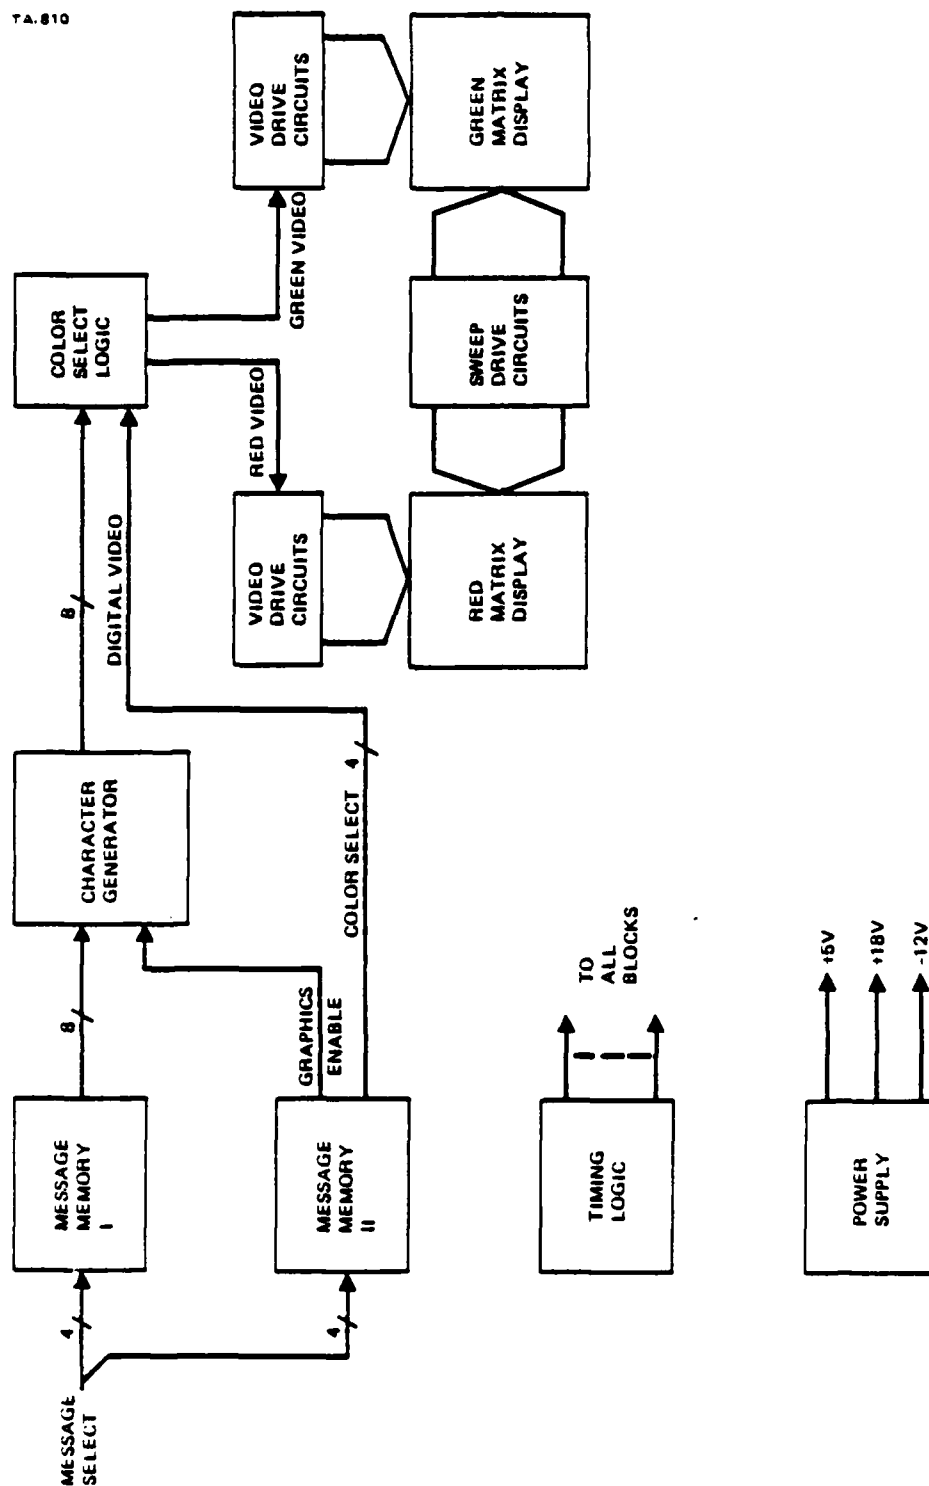 TA.810
MESSAGE
SELECT
4
4
MESSAGE
MEMORY
I
MESSAGE
MEMORY
II
8
GRAPHICS
ENABLE
CHARACTER
GENERATOR
COLOR SELECT
4
8
DIGITAL VIDEO
COLOR
SELECT
LOGIC
RED VIDEO
GREEN VIDEO
VIDEO
DRIVE
CIRCUITS
VIDEO
DRIVE
CIRCUITS
RED
MATRIX
DISPLAY
SWEEP
DRIVE
CIRCUITS
GREEN
MATRIX
DISPLAY
TIMING
LOGIC
TO
ALL
BLOCKS
POWER
SUPPLY
+5V
+18V
-12V